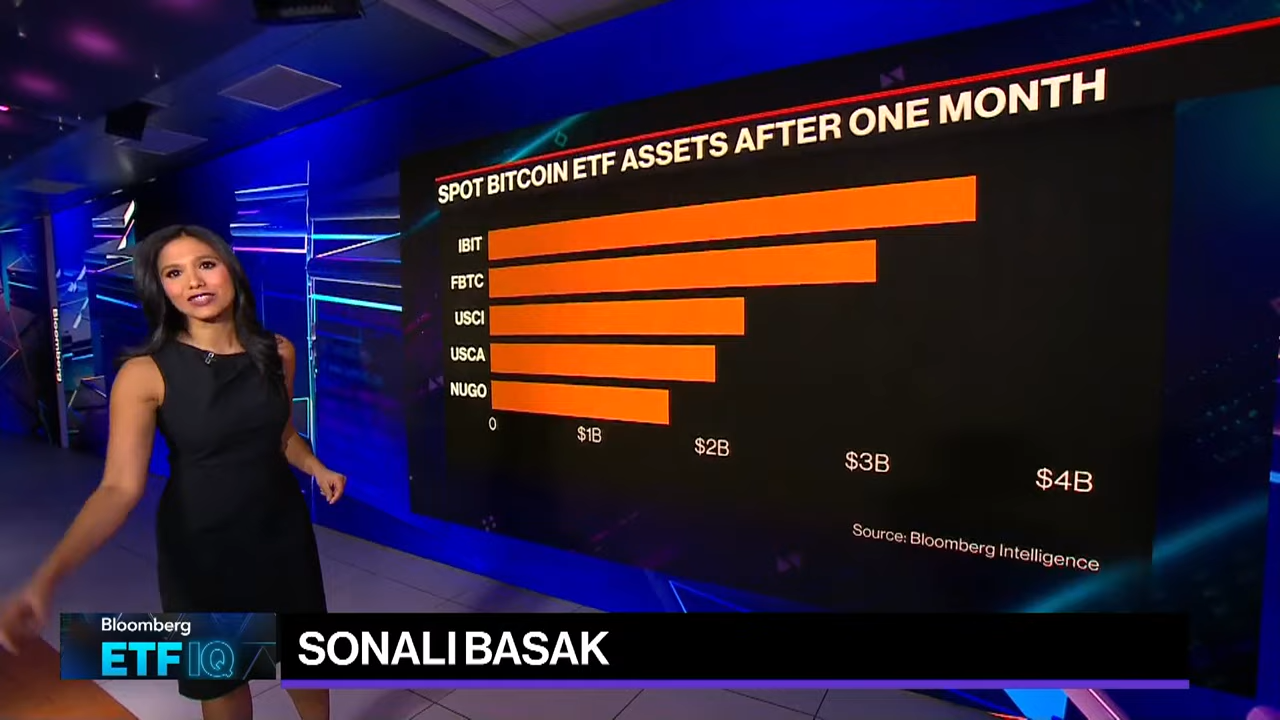 SPOT BITCOIN ETF ASSETS AFTER ONE MONTH
IBIT
FBTC
USCI
USCA
NUGO
0
$1B
$2B
$3B
$4B
Source: Bloomberg Intelligence
Bloomberg
Bloomberg
ETF IQ
SONALI BASAK